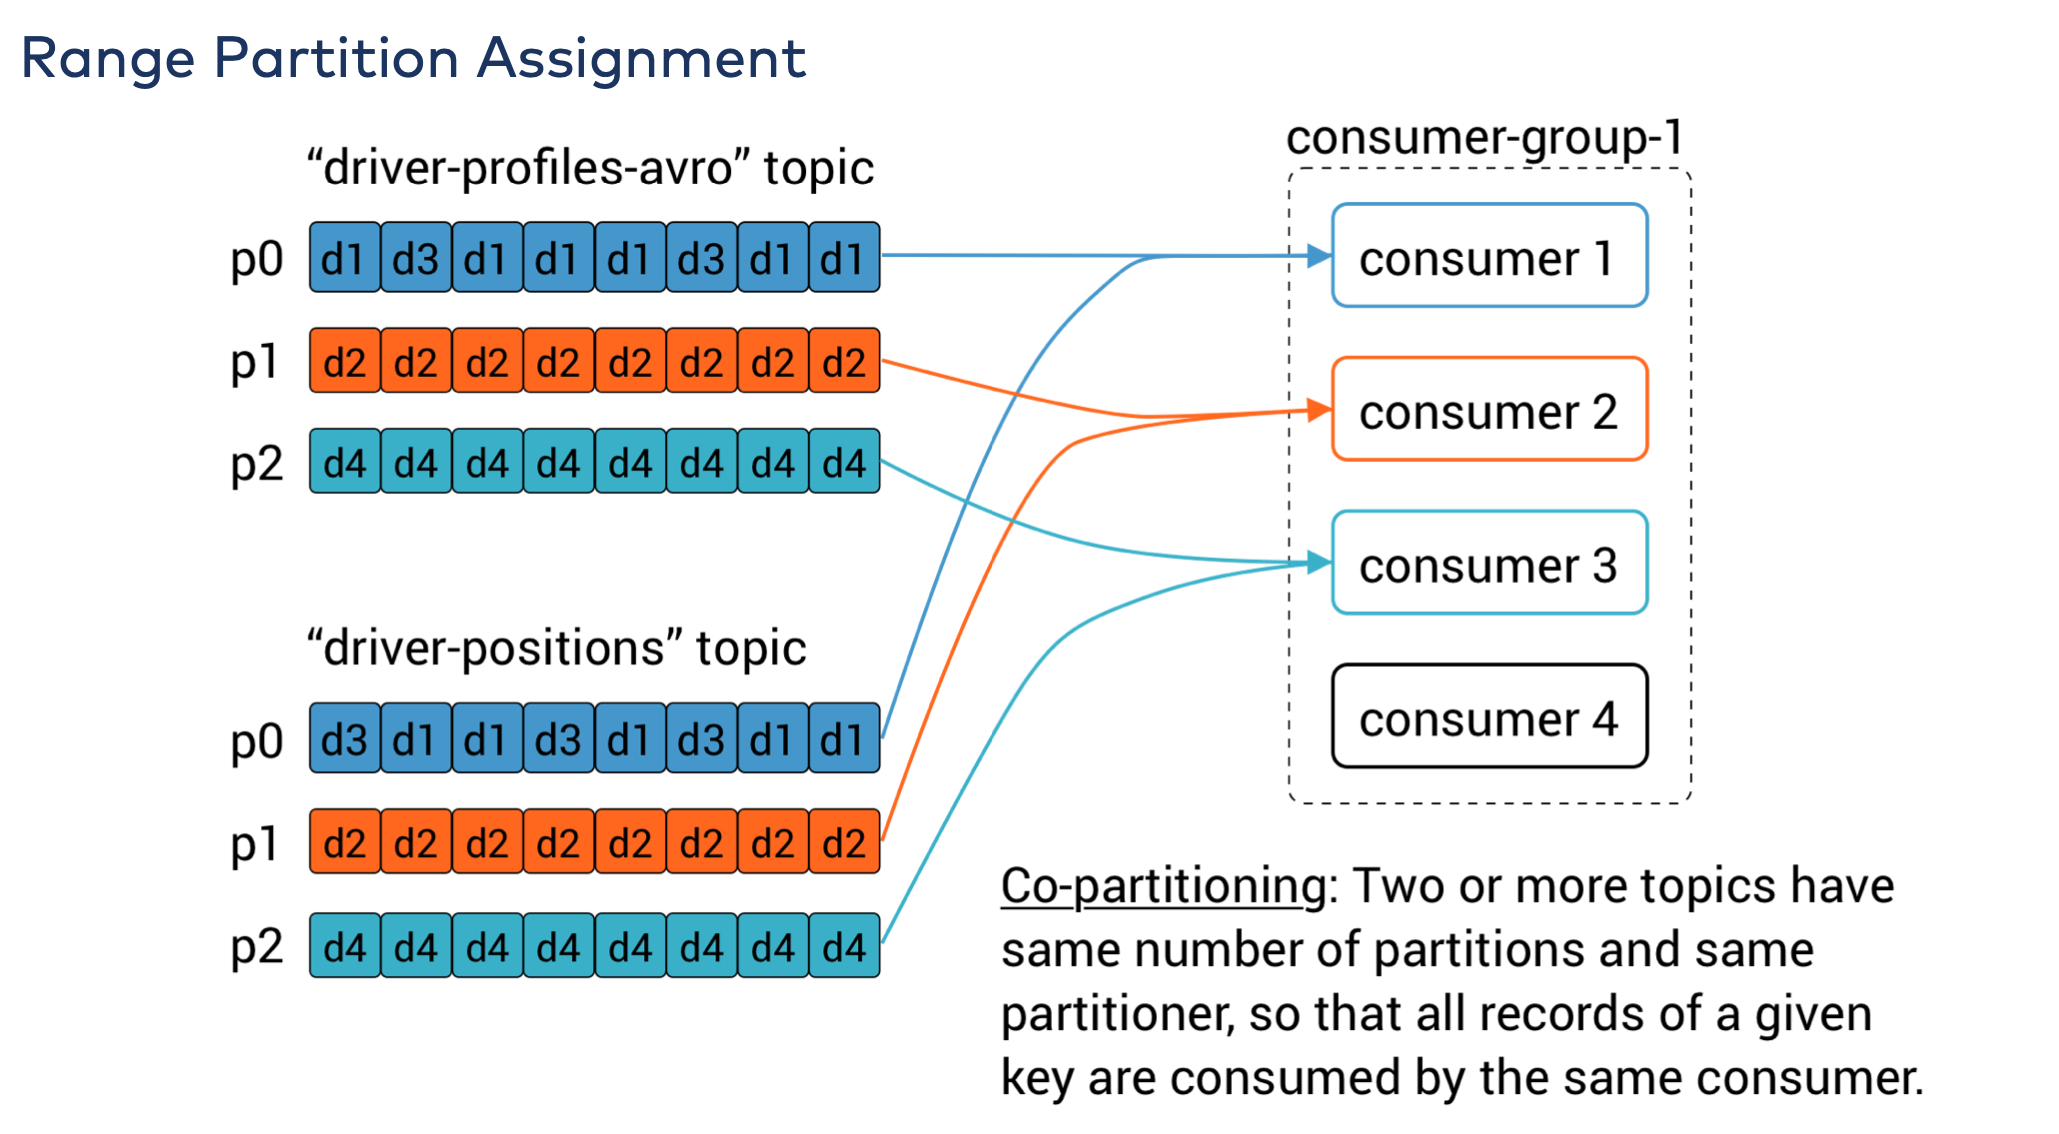 Range Partition Assignment
“driver-profiles-avro” topic
p0 d1 d3 d1 d1 d1 d3 d1 d1
p1 d2 d2 d2 d2 d2 d2 d2 d2
p2 d4 d4 d4 d4 d4 d4 d4 d4
“driver-positions” topic
p0 d3 d1 d1 d3 d1 d3 d1 d1
p1 d2 d2 d2 d2 d2 d2 d2 d2
p2 d4 d4 d4 d4 d4 d4 d4 d4
consumer-group-1
consumer 1
consumer 2
consumer 3
consumer 4
Co-partitioning: Two or more topics have
same number of partitions and same
partitioner, so that all records of a given
key are consumed by the same consumer.